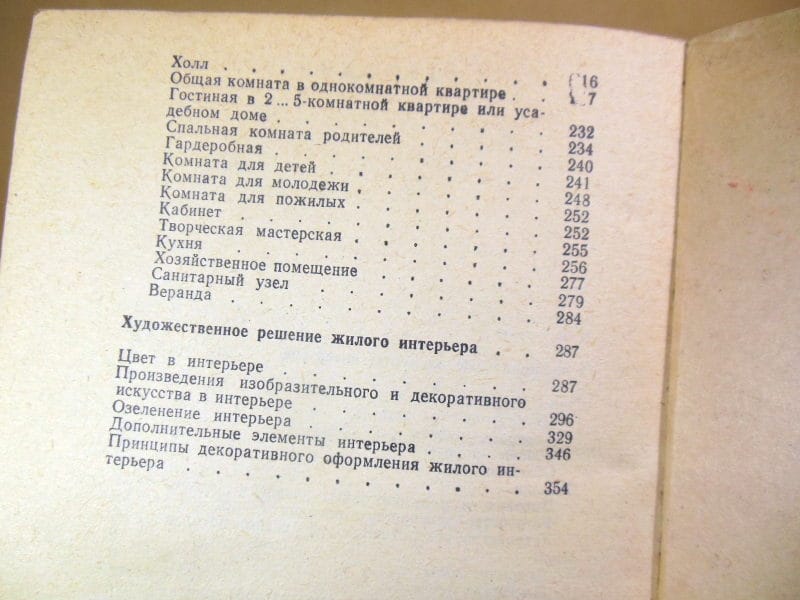 Холл . . . . . . . . . . .
Общая комната в однокомнатной квартире . .
Гостиная в 2 ... 5-комнатной квартире или уса-
дебном доме . . . . . . . . . 232
Спальная комната родителей . . . . . 234
Гардеробная . . . . . . . . . 240
Комната для детей . . . . . . . 241
Комната для молодежи . . . . . . 248
Комната для пожилых . . . . . . 252
Кабинет . . . . . . . . . . 252
Творческая мастерская . . . . . . 255
Кухня . . . . . . . . . . 256
Хозяйственное помещение . . . . . 277
Санитарный узел . . . . . . . 279
Веранда . . . . . . . . . . 284
Художественное решение жилого интерьера . . 287
Цвет в интерьере . . . . . . . 287
Произведения изобразительного и декоративного
искусства в интерьере . . . . . . 296
Озеленение интерьера . . . . . . 329
Дополнительные элементы интерьера . . . . 346
Принципы декоративного оформления жилого ин-
терьера . . . . . . . . . . . 354